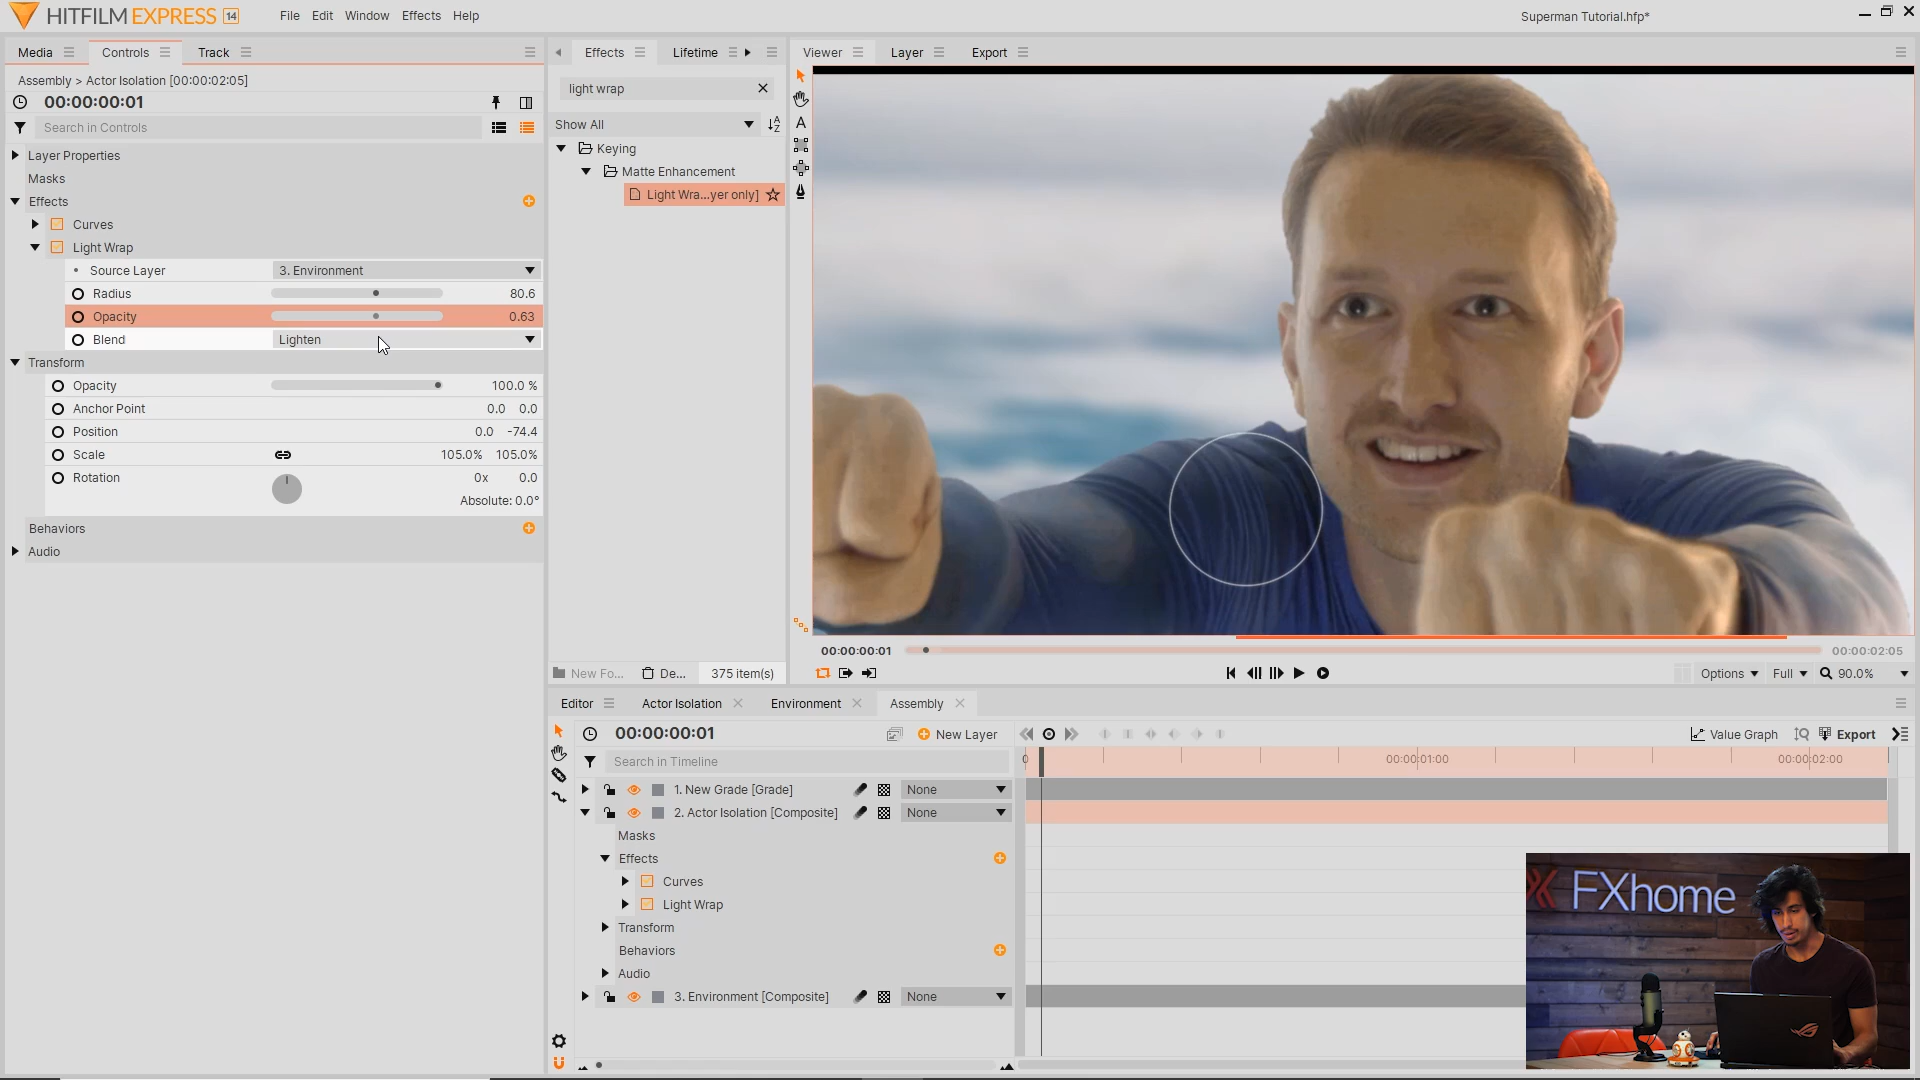 HITFILM EXPRESS 14
File Edit Window Effects Help
Superman Tutorial.hfp*
Media Controls Track
Assembly > Actor Isolation [00:00:02:05]
00:00:00:01
Search in Controls
Layer Properties
Masks
Effects
Curves
Light Wrap
Source Layer 3. Environment
Radius 80.6
Opacity 0.63
Blend Lighten
Transform
Opacity 100.0 %
Anchor Point 0.0 0.0
Position 0.0 -74.4
Scale 105.0% 105.0%
Rotation 0x 0.0
Absolute: 0.0°
Behaviors
Audio
Effects Lifetime
light wrap
Show All
Keying
Matte Enhancement
Light Wra...yer only]
New Fo... De... 375 item(s)
Viewer Layer Export
A
00:00:00:01 00:00:02:05
Options Full 90.0%
Editor Actor Isolation Environment Assembly
00:00:00:01 New Layer
Value Graph Export
Search in Timeline
0 00:00:01:00 00:00:02:00
1. New Grade [Grade] None
2. Actor Isolation [Composite] None
Masks
Effects
Curves
Light Wrap
Transform
Behaviors
Audio
3. Environment [Composite] None
FXhome